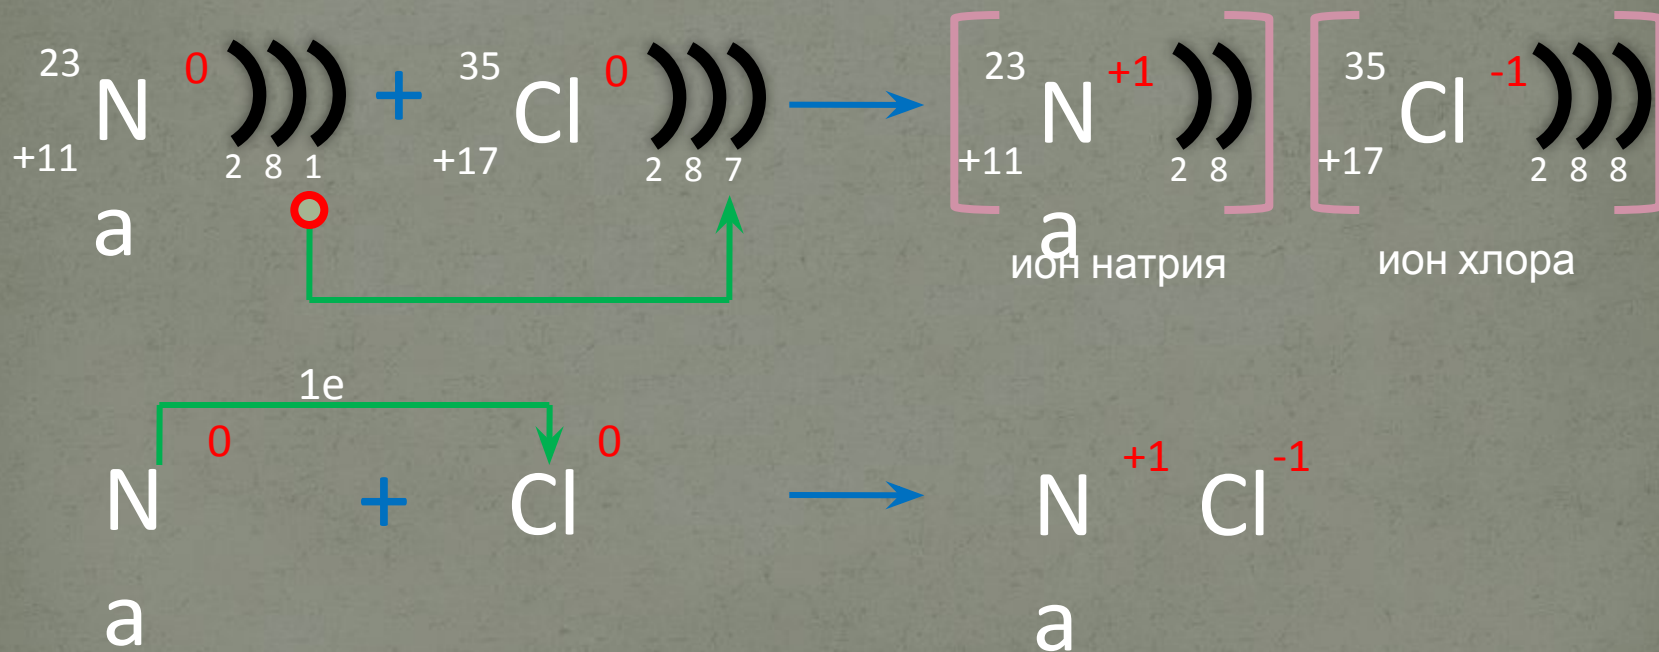 23 0 35 0 23 +1 35 -1
N + Cl N Cl
+11 2 8 1 +17 2 8 7 +11 2 8 +17 2 8 8
a a
ион натрия ион хлора
1e
0 0 +1 -1
N + Cl N Cl
a a